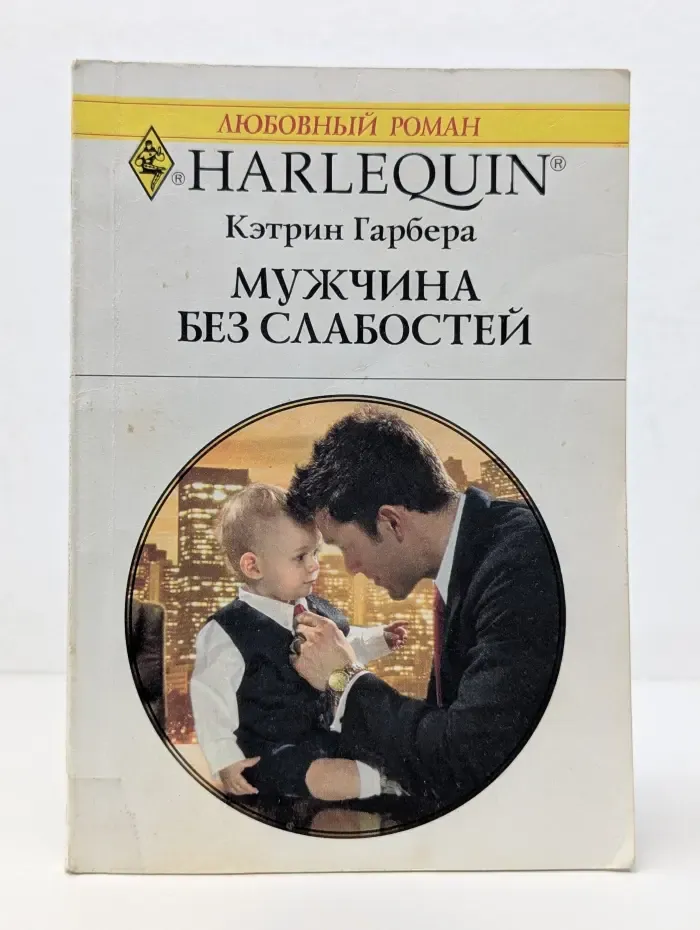 ЛЮБОВНЫЙ РОМАН
® HARLEQUIN®
Кэтрин Гарбера
МУЖЧИНА
БЕЗ СЛАБОСТЕЙ